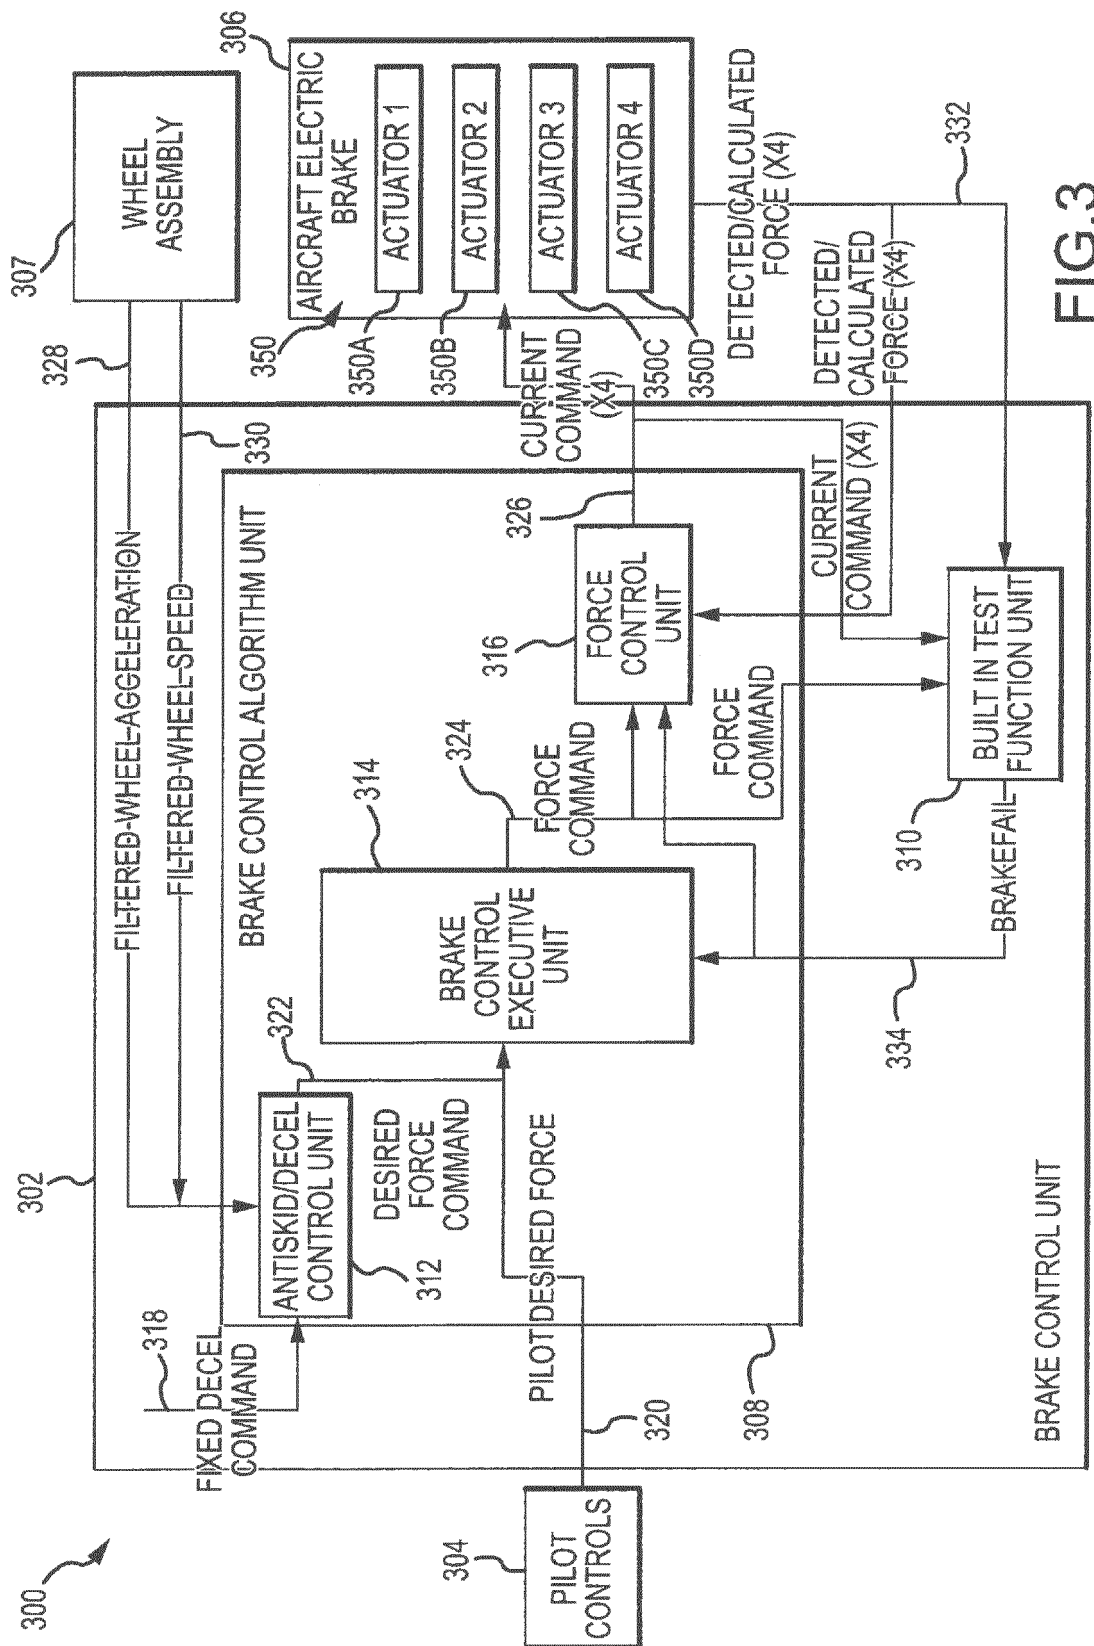 300
302
FIXED DECEL
COMMAND
318
FILTERED WHEEL AGGELERATION
FILTERED WHEEL SPEED
328
330
307
WHEEL
ASSEMBLY
BRAKE CONTROL ALGORITHM UNIT
ANTISKID/DECEL
CONTROL UNIT
312
322
DESIRED
FORCE
COMMAND
PILOT DESIRED FORCE
304
PILOT
CONTROLS
320
308
314
BRAKE
CONTROL
EXECUTIVE
UNIT
324
FORCE
COMMAND
316
FORCE
CONTROL
UNIT
326
CURRENT
COMMAND
(X4)
306
AIRCRAFT ELECTRIC
BRAKE
350
ACTUATOR 1
350A
ACTUATOR 2
350B
ACTUATOR 3
350C
ACTUATOR 4
350D
DETECTED/CALCULATED
FORCE (X4)
DETECTED/
CALCULATED
FORCE (X4)
332
CURRENT
COMMAND (X4)
FORCE
COMMAND
BUILT IN TEST
FUNCTION UNIT
310
BRAKEFAIL
334
BRAKE CONTROL UNIT
FIG.3